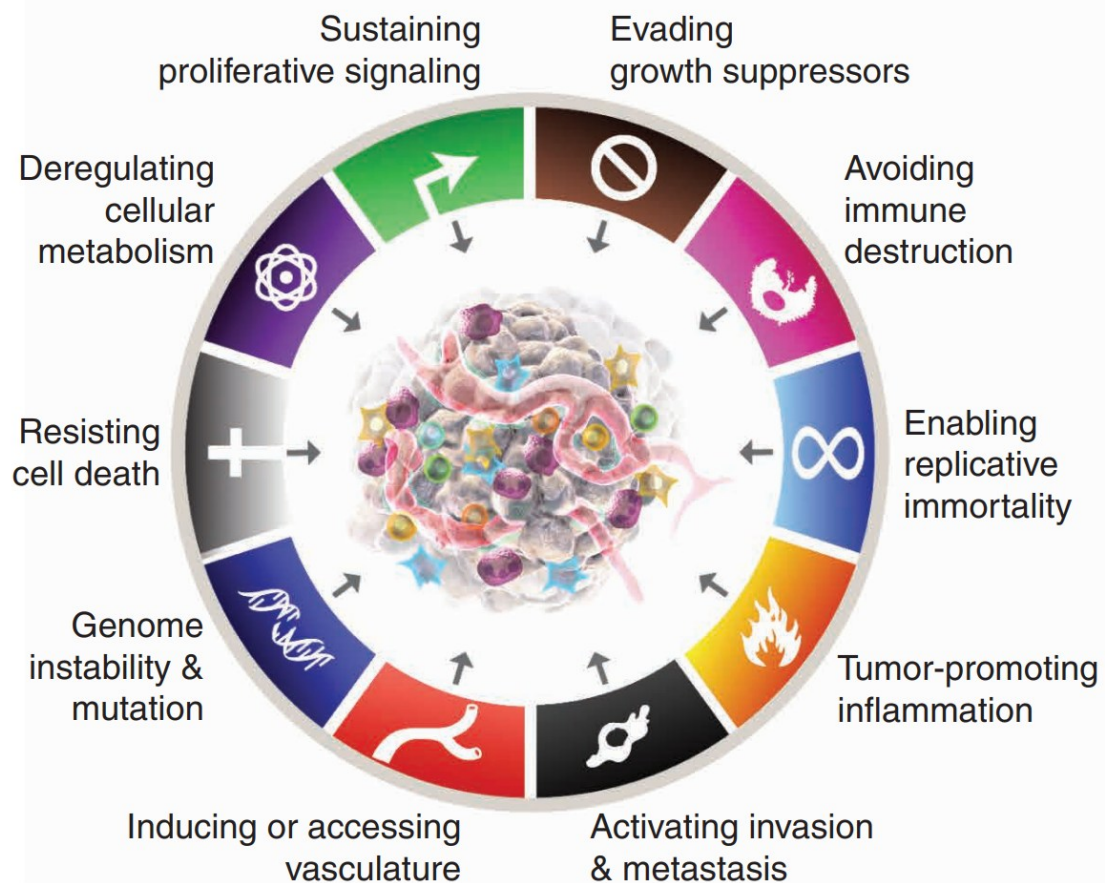 Sustaining
proliferative signaling
Evading
growth suppressors
Avoiding
immune
destruction
Enabling
replicative
immortality
Tumor-promoting
inflammation
Activating invasion
& metastasis
Inducing or accessing
vasculature
Genome
instability &
mutation
Resisting
cell death
Deregulating
cellular
metabolism